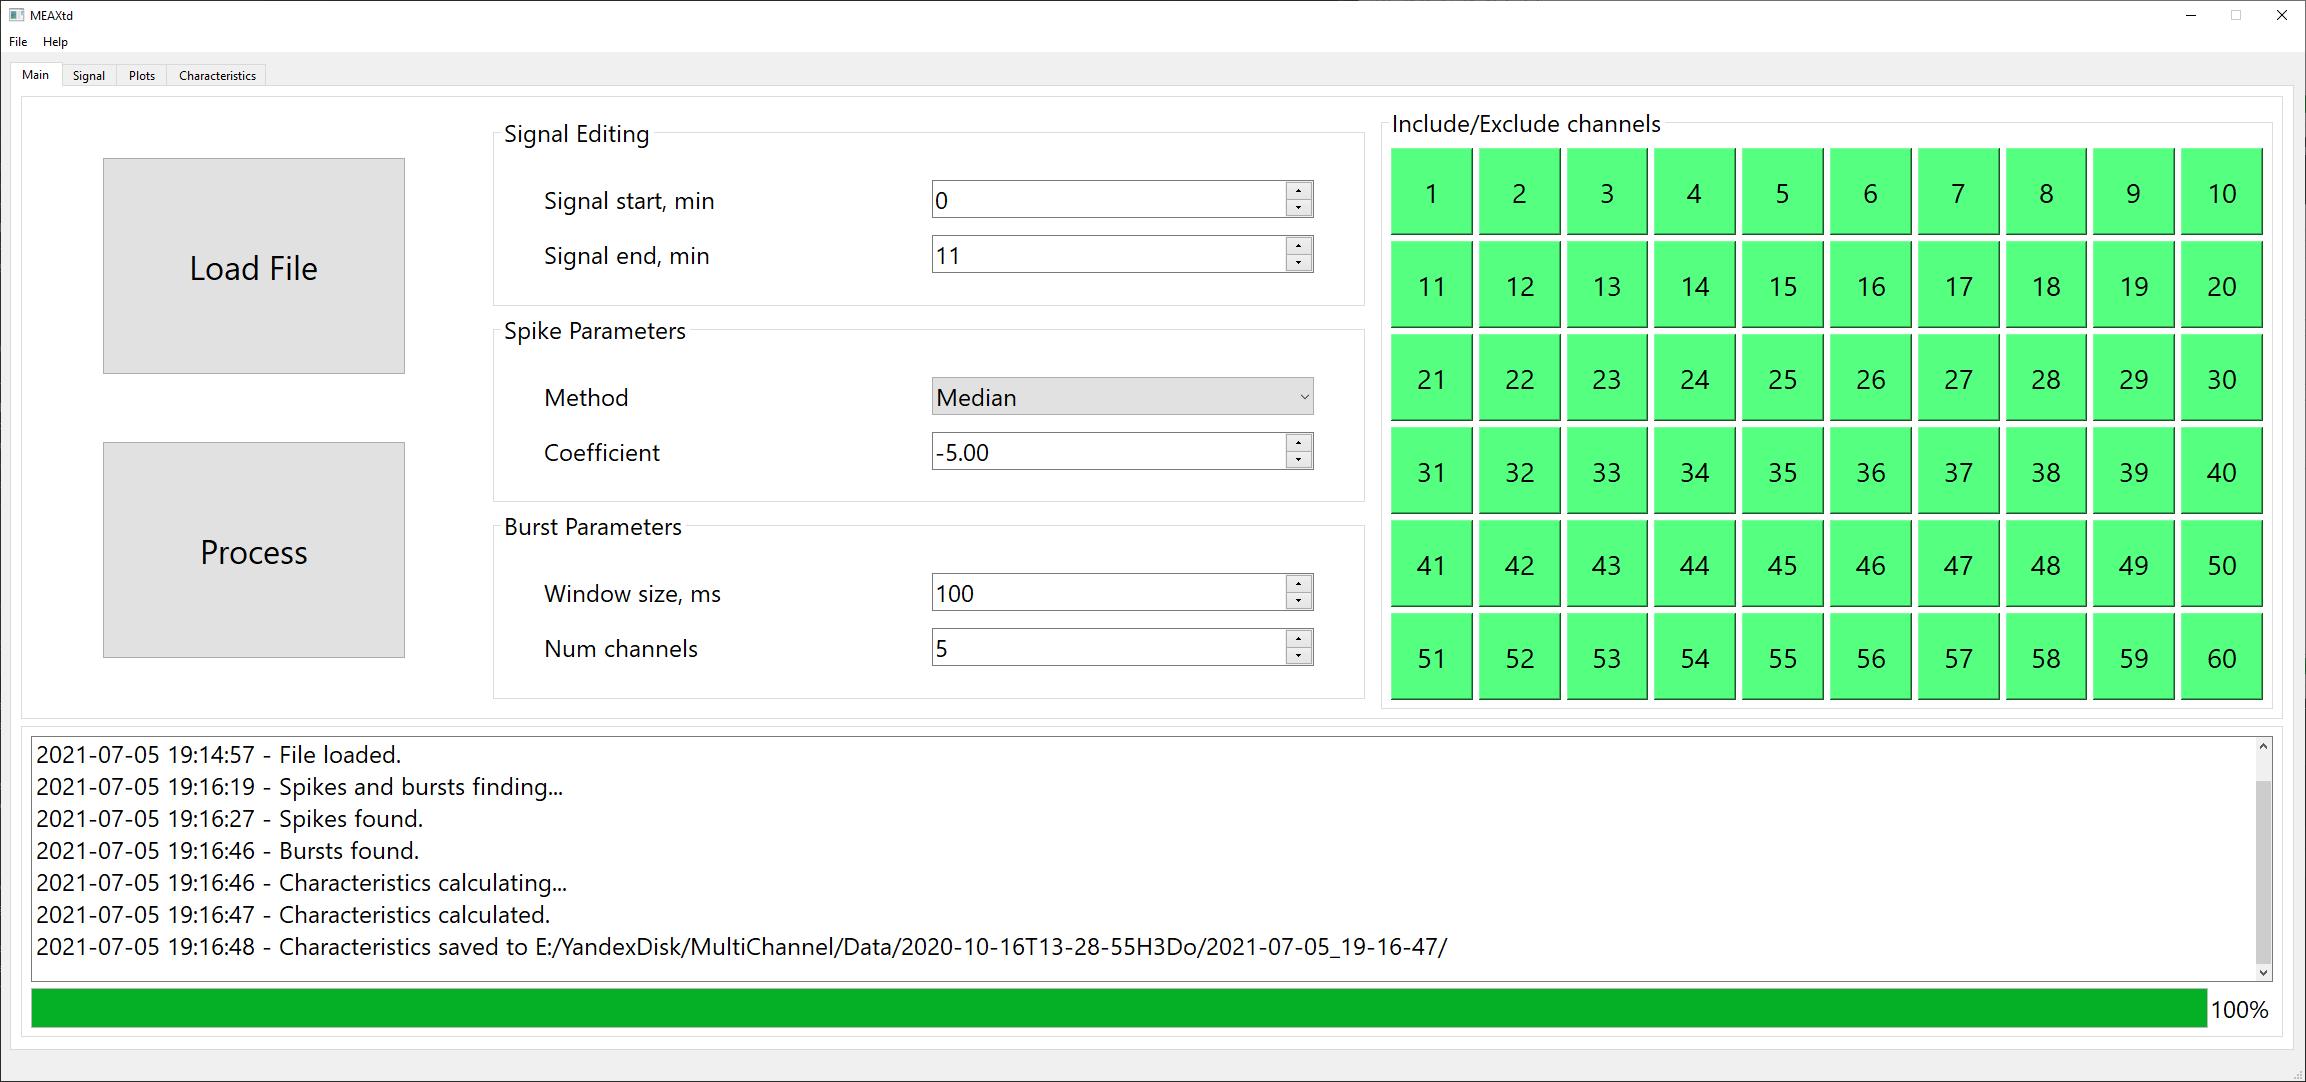 MEAXtd
File Help
Main Signal Plots Characteristics
Load File
Process
Signal Editing
Signal start, min 0
Signal end, min 11
Spike Parameters
Method Median
Coefficient -5.00
Burst Parameters
Window size, ms 100
Num channels 5
Include/Exclude channels
1 2 3 4 5 6 7 8 9 10
11 12 13 14 15 16 17 18 19 20
21 22 23 24 25 26 27 28 29 30
31 32 33 34 35 36 37 38 39 40
41 42 43 44 45 46 47 48 49 50
51 52 53 54 55 56 57 58 59 60
2021-07-05 19:14:57 - File loaded.
2021-07-05 19:16:19 - Spikes and bursts finding...
2021-07-05 19:16:27 - Spikes found.
2021-07-05 19:16:46 - Bursts found.
2021-07-05 19:16:46 - Characteristics calculating...
2021-07-05 19:16:47 - Characteristics calculated.
2021-07-05 19:16:48 - Characteristics saved to E:/YandexDisk/MultiChannel/Data/2020-10-16T13-28-55H3Do/2021-07-05_19-16-47/
100%